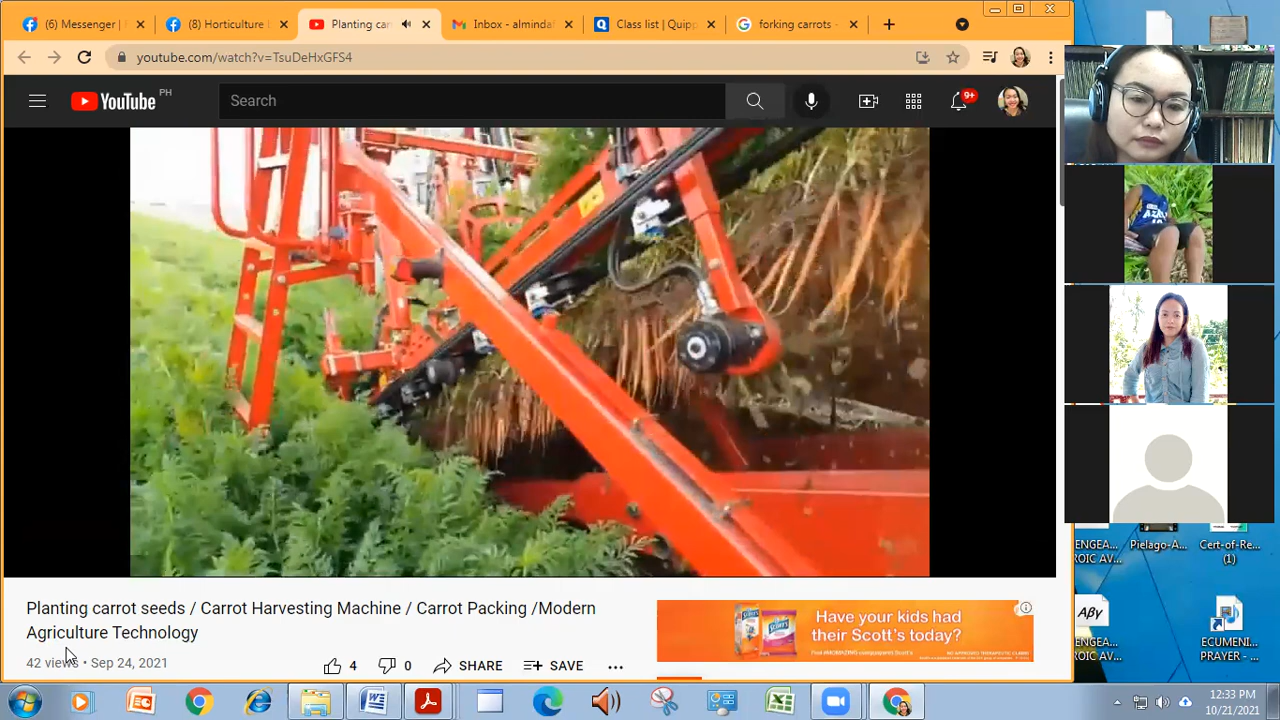 (6) Messenger |
(8) Horticulture
Planting car
Inbox - alminda
Class list | Quipp
forking carrots -
youtube.com/watch?v=TsuDeHxGFS4
YouTube PH
Search
9+
AZ
Planting carrot seeds / Carrot Harvesting Machine / Carrot Packing /Modern
Agriculture Technology
42 views • Sep 24, 2021
4
0
SHARE
SAVE
Scott's
Have your kids had
their Scott's today?
ENGEA...
ROIC AV...
Pielago-A...
Cert-of-Re...
(1)
ABy
ENGEA...
ROIC AV...
ECUMENI...
PRAYER - ...
12:33 PM
10/21/2021